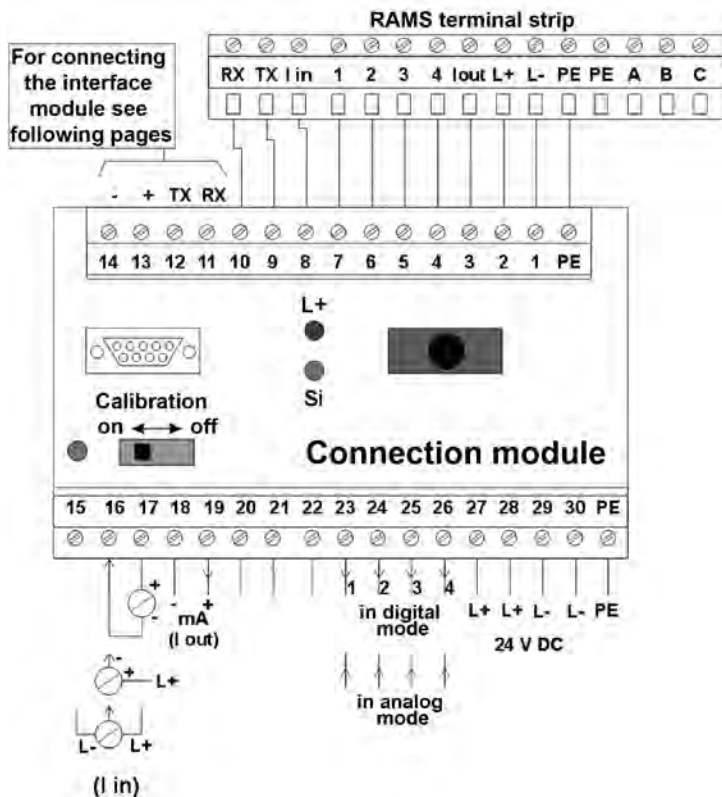 RAMS terminal strip
For connecting
the interface
module see
following pages
RX TX I in 1 2 3 4 Iout L+ L- PE PE A B C
- + TX RX
14 13 12 11 10 9 8 7 6 5 4 3 2 1 PE
L+
Si
Calibration
on off
Connection module
15 16 17 18 19 20 21 22 23 24 25 26 27 28 29 30 PE
+
-
- +
mA
(I out)
1 2 3 4
in digital
mode
L+ L+ L- L- PE
24 V DC
-
+
L+
in analog
mode
L- L+
(I in)